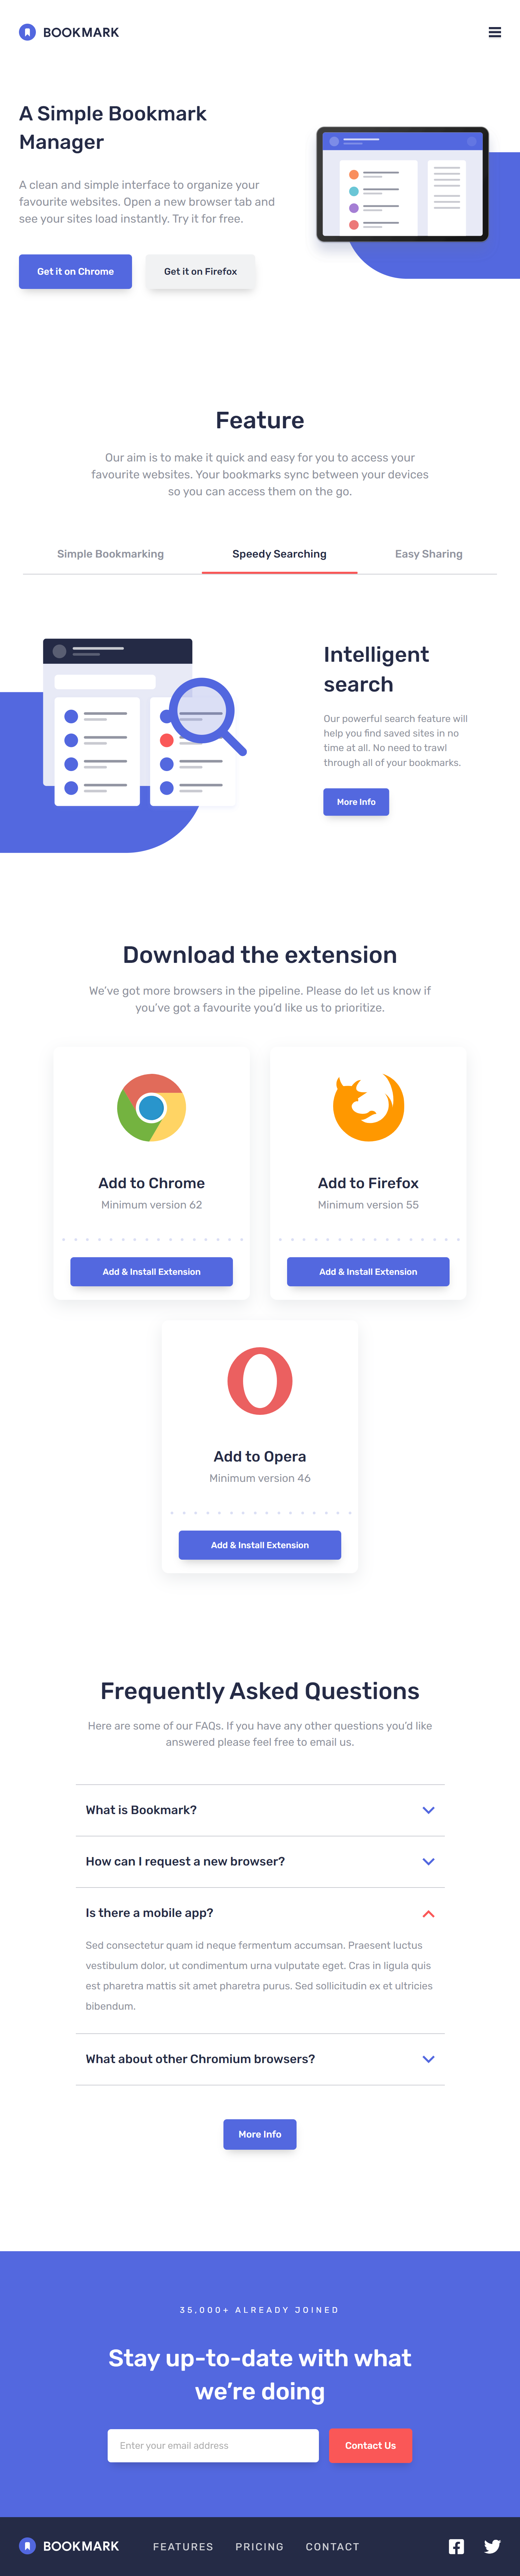 BOOKMARK
A Simple Bookmark
Manager
A clean and simple interface to organize your
favourite websites. Open a new browser tab and
see your sites load instantly. Try it for free.
Get it on Chrome
Get it on Firefox
Feature
Our aim is to make it quick and easy for you to access your
favourite websites. Your bookmarks sync between your devices
so you can access them on the go.
Simple Bookmarking
Speedy Searching
Easy Sharing
Intelligent
search
Our powerful search feature will
help you find saved sites in no
time at all. No need to trawl
through all of your bookmarks.
More Info
Download the extension
We’ve got more browsers in the pipeline. Please do let us know if
you’ve got a favourite you’d like us to prioritize.
Add to Chrome
Minimum version 62
Add & Install Extension
Add to Firefox
Minimum version 55
Add & Install Extension
Add to Opera
Minimum version 46
Add & Install Extension
Frequently Asked Questions
Here are some of our FAQs. If you have any other questions you’d like
answered please feel free to email us.
What is Bookmark?
How can I request a new browser?
Is there a mobile app?
Sed consectetur quam id neque fermentum accumsan. Praesent luctus
vestibulum dolor, ut condimentum urna vulputate eget. Cras in ligula quis
est pharetra mattis sit amet pharetra purus. Sed sollicitudin ex et ultricies
bibendum.
What about other Chromium browsers?
More Info
35,000+ ALREADY JOINED
Stay up-to-date with what
we’re doing
Enter your email address
Contact Us
BOOKMARK
FEATURES
PRICING
CONTACT